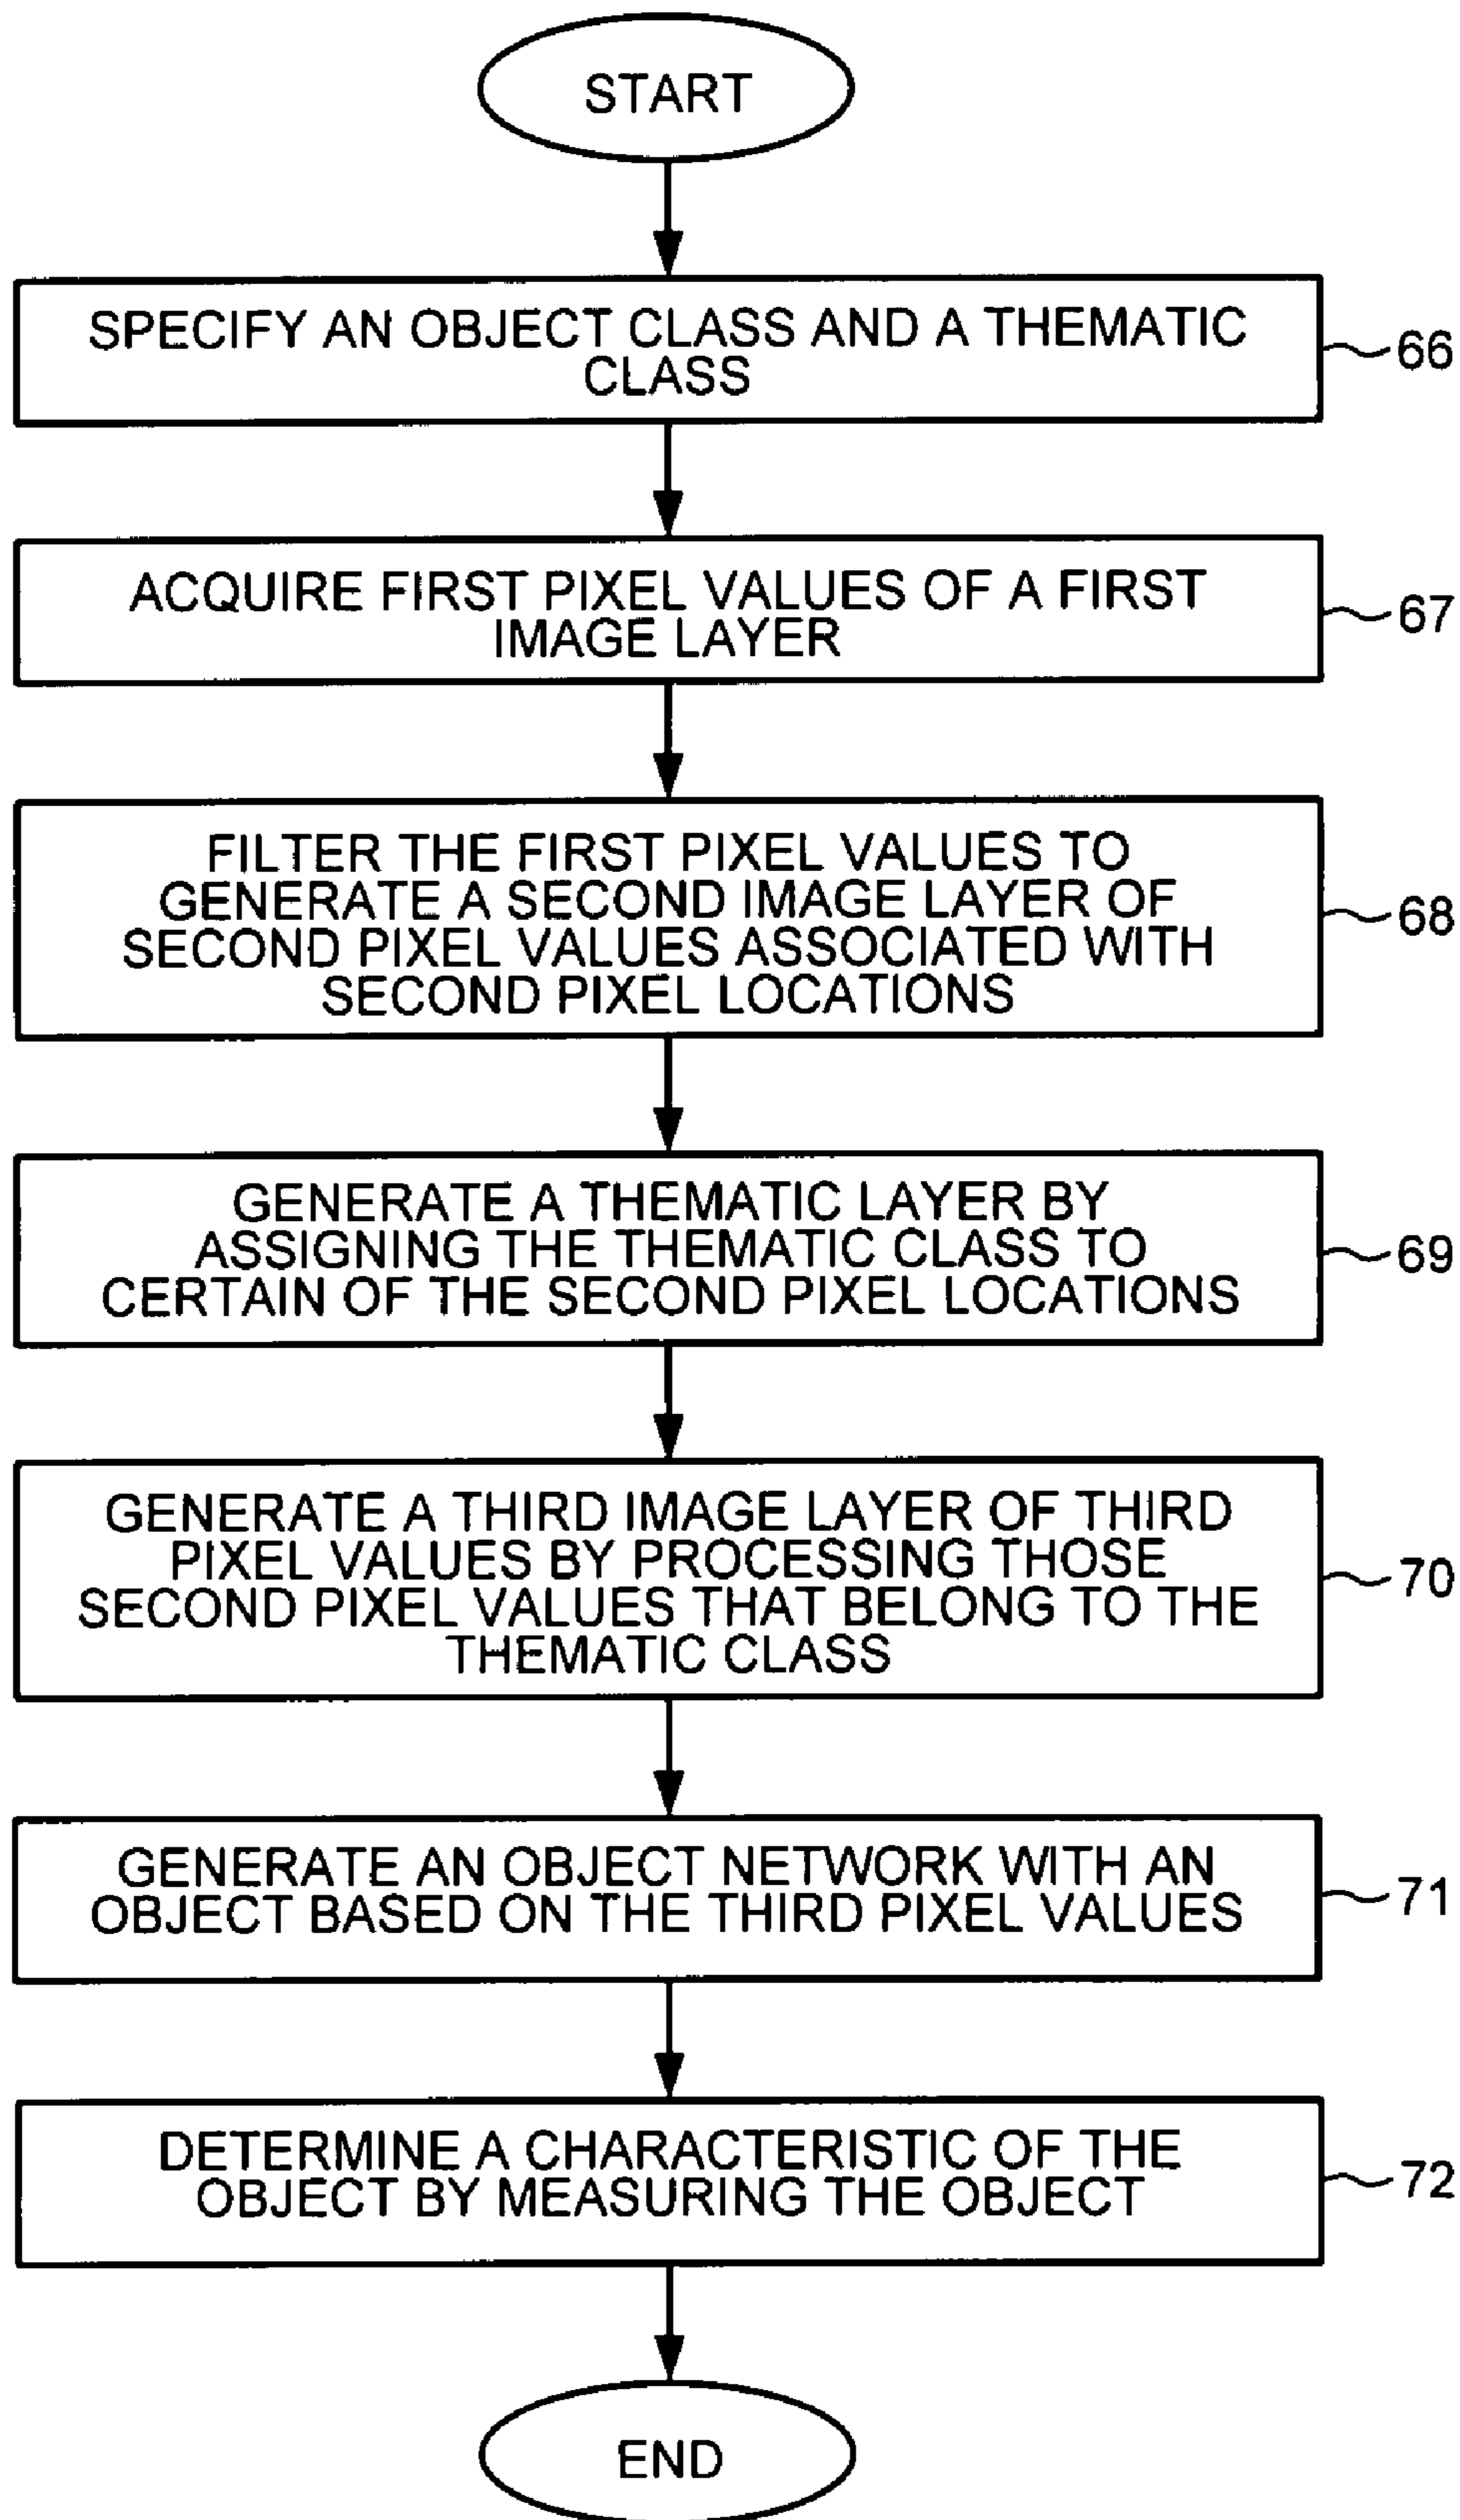 START
SPECIFY AN OBJECT CLASS AND A THEMATIC
CLASS
66
ACQUIRE FIRST PIXEL VALUES OF A FIRST
IMAGE LAYER
67
FILTER THE FIRST PIXEL VALUES TO
GENERATE A SECOND IMAGE LAYER OF
SECOND PIXEL VALUES ASSOCIATED WITH
SECOND PIXEL LOCATIONS
68
GENERATE A THEMATIC LAYER BY
ASSIGNING THE THEMATIC CLASS TO
CERTAIN OF THE SECOND PIXEL LOCATIONS
69
GENERATE A THIRD IMAGE LAYER OF THIRD
PIXEL VALUES BY PROCESSING THOSE
SECOND PIXEL VALUES THAT BELONG TO THE
THEMATIC CLASS
70
GENERATE AN OBJECT NETWORK WITH AN
OBJECT BASED ON THE THIRD PIXEL VALUES
71
DETERMINE A CHARACTERISTIC OF THE
OBJECT BY MEASURING THE OBJECT
72
END